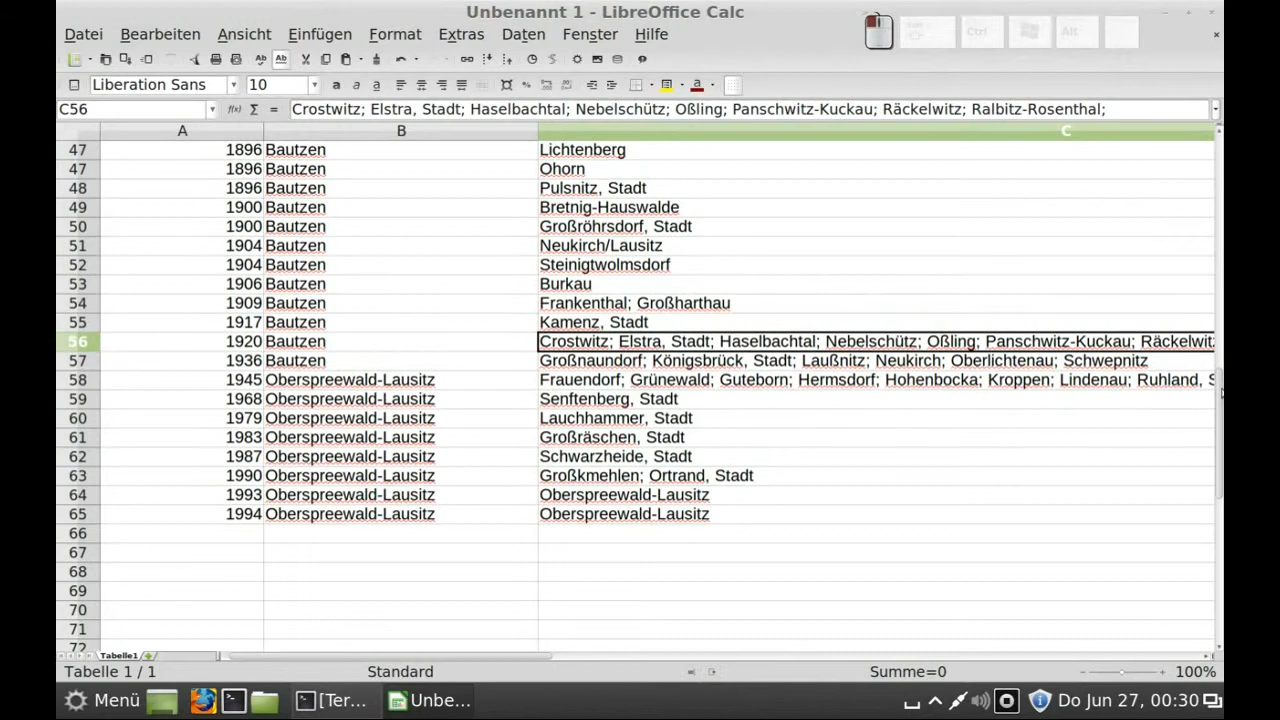 Unbenannt 1 - LibreOffice Calc
Datei Bearbeiten Ansicht Einfügen Format Extras Daten Fenster Hilfe
Ctrl Alt
Liberation Sans 10
C56 f(x) Σ = Crostwitz; Elstra, Stadt; Haselbachtal; Nebelschütz; Oßling; Panschwitz-Kuckau; Räckelwitz; Ralbitz-Rosenthal;
A B C
47 1896 Bautzen Lichtenberg
47 1896 Bautzen Ohorn
48 1896 Bautzen Pulsnitz, Stadt
49 1900 Bautzen Bretnig-Hauswalde
50 1900 Bautzen Großröhrsdorf, Stadt
51 1904 Bautzen Neukirch/Lausitz
52 1904 Bautzen Steinigtwolmsdorf
53 1906 Bautzen Burkau
54 1909 Bautzen Frankenthal; Großharthau
55 1917 Bautzen Kamenz, Stadt
56 1920 Bautzen Crostwitz; Elstra, Stadt; Haselbachtal; Nebelschütz; Oßling; Panschwitz-Kuckau; Räckelwitz
57 1936 Bautzen Großnaundorf; Königsbrück, Stadt; Laußnitz; Neukirch; Oberlichtenau; Schwepnitz
58 1945 Oberspreewald-Lausitz Frauendorf; Grünewald; Guteborn; Hermsdorf; Hohenbocka; Kroppen; Lindenau; Ruhland, S
59 1968 Oberspreewald-Lausitz Senftenberg, Stadt
60 1979 Oberspreewald-Lausitz Lauchhammer, Stadt
61 1983 Oberspreewald-Lausitz Großräschen, Stadt
62 1987 Oberspreewald-Lausitz Schwarzheide, Stadt
63 1990 Oberspreewald-Lausitz Großkmehlen; Ortrand, Stadt
64 1993 Oberspreewald-Lausitz Oberspreewald-Lausitz
65 1994 Oberspreewald-Lausitz Oberspreewald-Lausitz
66
67
68
69
70
71
72
Tabelle1
Tabelle 1 / 1 Standard Summe=0 100%
Menü [Ter... Unbe... Do Jun 27, 00:30